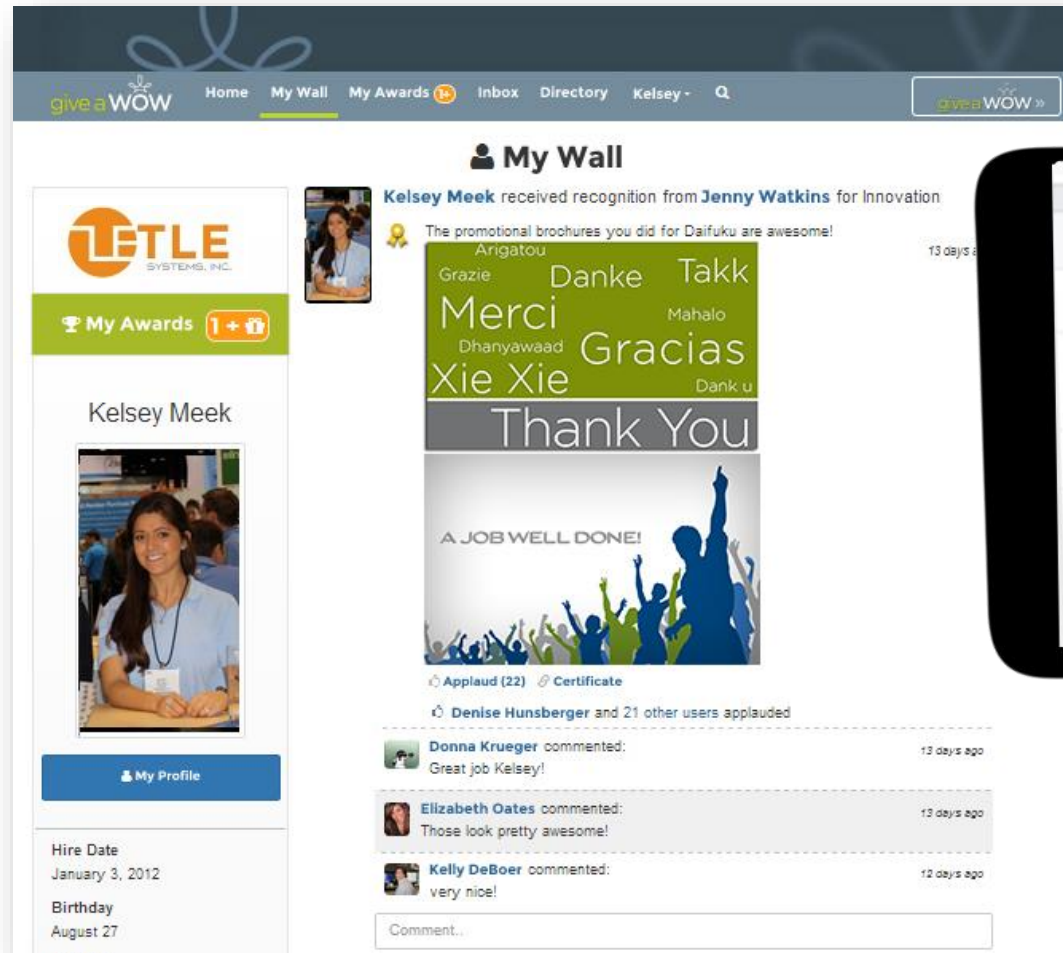 give a WOW
Home My Wall My Awards 1+ Inbox Directory Kelsey
give a WOW »
My Wall
TLE
SYSTEMS, INC.
My Awards 1 +
Kelsey Meek
My Profile
Hire Date
January 3, 2012
Birthday
August 27
Kelsey Meek received recognition from Jenny Watkins for Innovation
The promotional brochures you did for Daifuku are awesome!
13 days
Arigatou
Grazie Danke Takk
Merci Mahalo
Dhanyawaad Gracias
Xie Xie Dank u
Thank You
A JOB WELL DONE!
Applaud (22) Certificate
Denise Hunsberger and 21 other users applauded
Donna Krueger commented:
13 days ago
Great job Kelsey!
Elizabeth Oates commented:
13 days ago
Those look pretty awesome!
Kelly DeBoer commented:
12 days ago
very nice!
Comment..